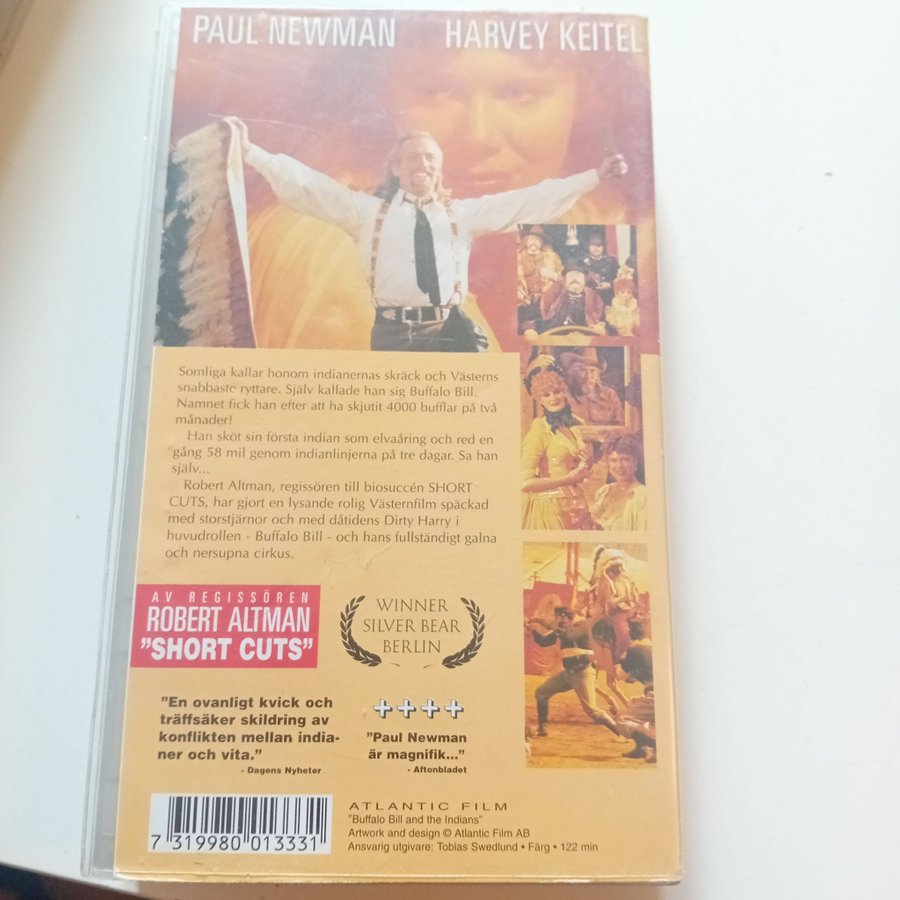 PAUL NEWMAN HARVEY KEITEL
Somliga kallar honom indianernas skräck och Västerns
snabbaste ryttare. Själv kallade han sig Buffalo Bill.
Namnet fick han efter att ha skjutit 4000 bufflar på två
månader!
Han sköt sin första indian som elvaåring och red en
gång 58 mil genom indianlinjerna på tre dagar. Sa han
själv...
Robert Altman, regissören till biosuccén SHORT
CUTS, har gjort en lysande rolig Västernfilm späckad
med storstjärnor och med dåtidens Dirty Harry i
huvudrollen - Buffalo Bill - och hans fullständigt galna
och nersupna cirkus.
AV REGISSÖREN
ROBERT ALTMAN
"SHORT CUTS"
WINNER
SILVER BEAR
BERLIN
"En ovanligt kvick och
träffsäker skildring av
konflikten mellan india-
ner och vita."
- Dagens Nyheter
++++
"Paul Newman
är magnifik..."
- Aftonbladet
7 319980 013331
ATLANTIC FILM
"Buffalo Bill and the Indians"
Artwork and design © Atlantic Film AB
Ansvarig utgivare: Tobias Swedlund • Färg • 122 min